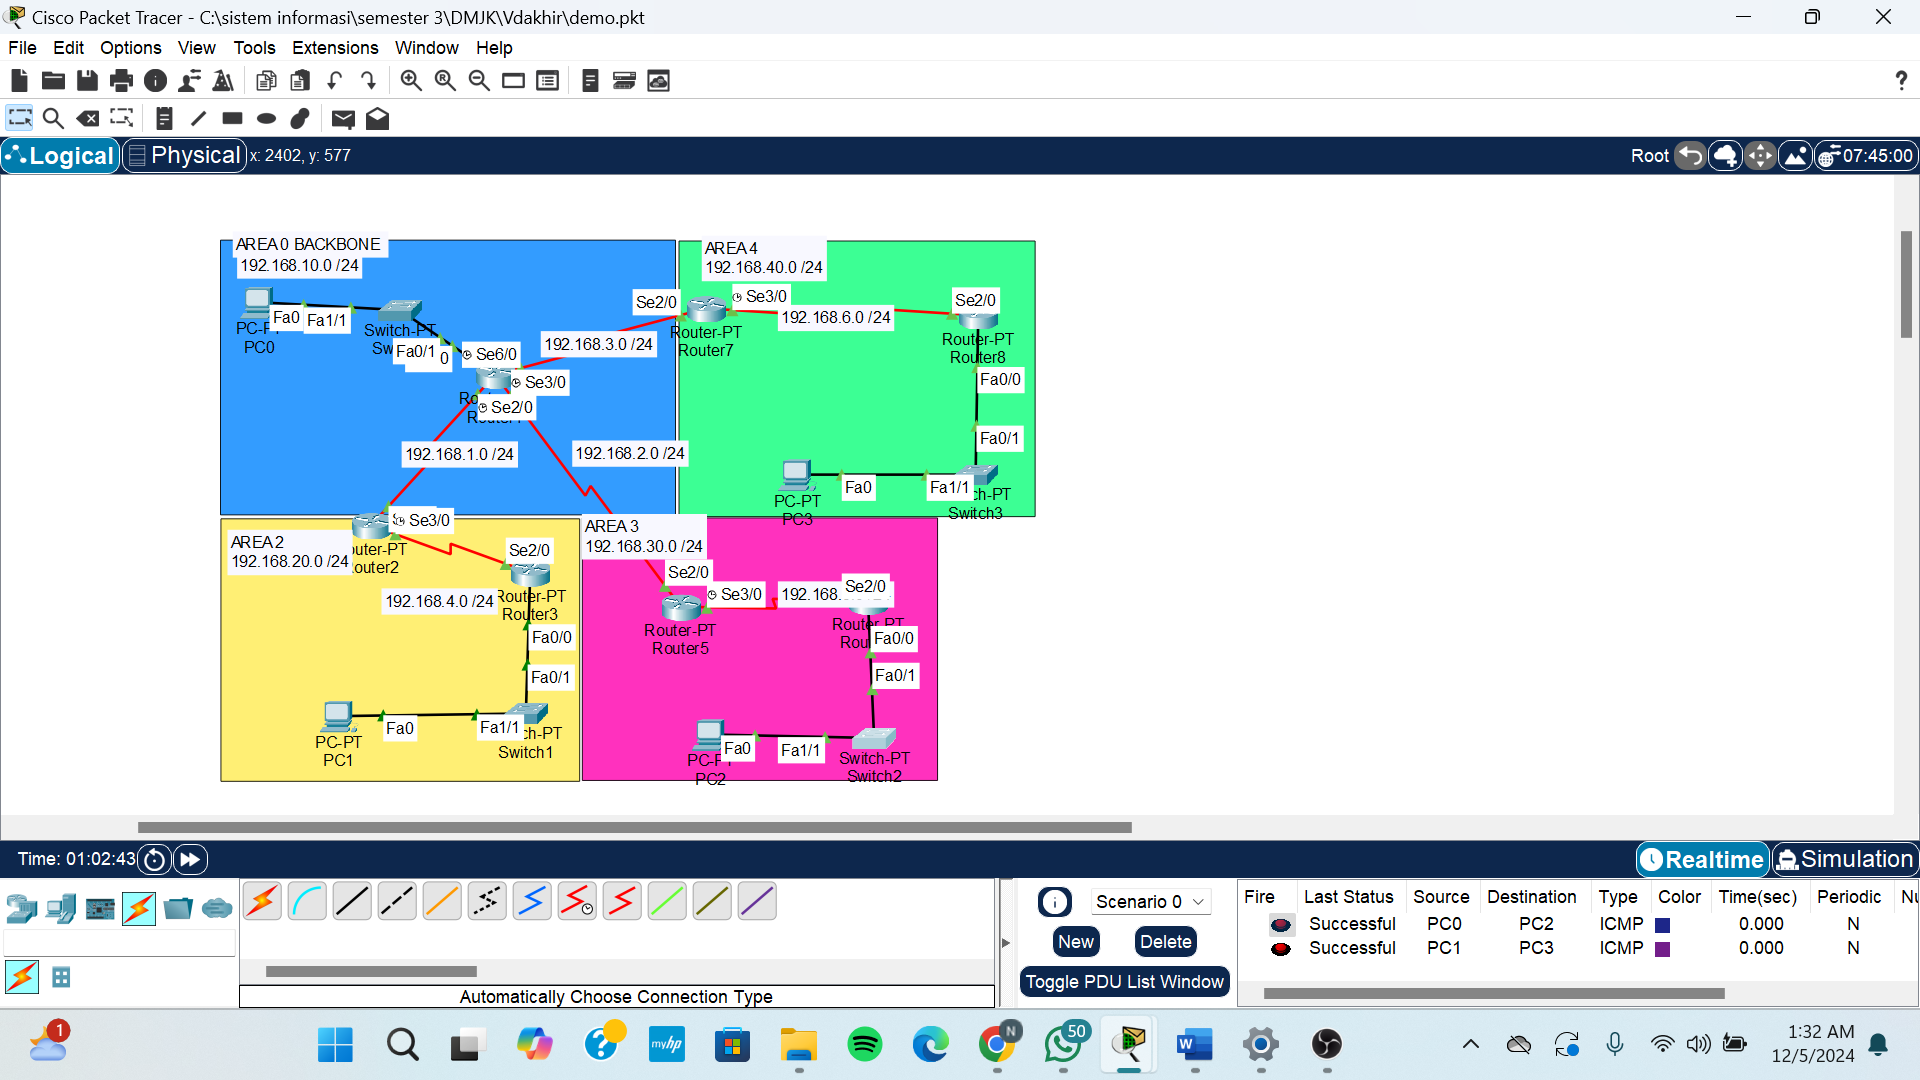 Cisco Packet Tracer - C:\sistem informasi\semester 3\DMJK\Vdakhir\demo.pkt
File Edit Options View Tools Extensions Window Help
?
Logical Physical x: 2402, y: 577
Root 07:45:00
AREA 0 BACKBONE
192.168.10.0 /24
AREA 4
192.168.40.0 /24
Fa0
Fa1/1
PC0
Switch-PT
Fa0/1
0
Se6/0
Se3/0
Se2/0
192.168.3.0 /24
192.168.1.0 /24
192.168.2.0 /24
Se2/0
Se3/0
Router-PT
Router7
192.168.6.0 /24
Se2/0
Router-PT
Router8
Fa0/0
Fa0/1
PC-PT
PC3
Fa0
Fa1/1
ch-PT
Switch3
AREA 2
192.168.20.0 /24
Se3/0
uter-PT
outer2
Se2/0
192.168.4.0 /24
Router-PT
Router3
Fa0/0
Fa0/1
PC-PT
PC1
Fa0
Fa1/1
ch-PT
Switch1
AREA 3
192.168.30.0 /24
Se2/0
Se3/0
Router-PT
Router5
192.168.
Se2/0
Router-PT
Rou
Fa0/0
Fa0/1
PC2
Fa0
Fa1/1
Switch-PT
Switch2
Time: 01:02:43
Realtime Simulation
Automatically Choose Connection Type
Scenario 0
New Delete
Toggle PDU List Window
Fire Last Status Source Destination Type Color Time(sec) Periodic Nu
Successful PC0 PC2 ICMP 0.000 N
Successful PC1 PC3 ICMP 0.000 N
1
myhp
N
50
W
1:32 AM
12/5/2024